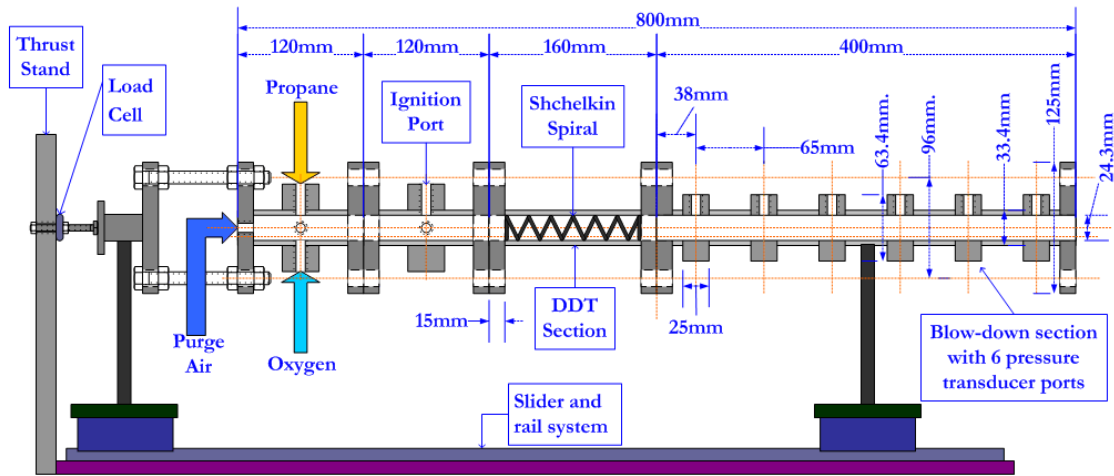 800mm
120mm
120mm
160mm
400mm
Thrust
Stand
Load
Cell
Propane
Ignition
Port
Shchelkin
Spiral
38mm
65mm
63.4mm
96mm.
33.4mm
125mm
24.3mm
Purge
Air
Oxygen
15mm
DDT
Section
25mm
Blow-down section
with 6 pressure
transducer ports
Slider and
rail system